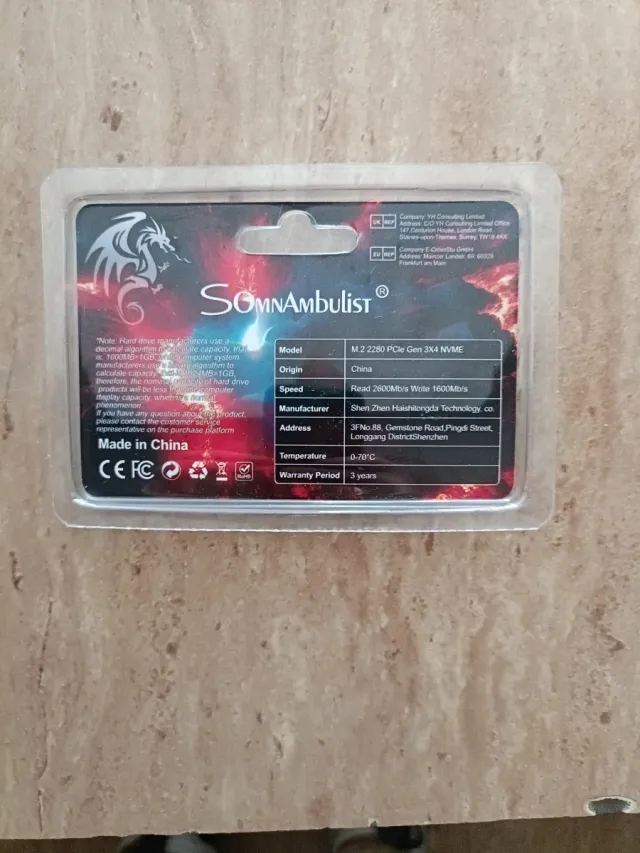 UK REP
Company: YH Consulting Limited
Address: C/O YH Consulting Limited Office
147,Centurion House, London Road
Staines-upon-Thames, Surrey, TW18 4AX
EU REP
Company E-CrossStu GmbH
Address: Mainzer Landstr. 69, 60329
Frankfurt am Main
SOMNAMBULIST ®
*Note: Hard drive manufacturers use a
decimal algorithm to calculate capacity, that
is, 1000MB=1GB, computer system
manufacturers use algorithm to
calculate capacity 1024MB=1GB,
therefore, the nominal capacity of hard drive
products will be less than computer
display capacity, which is a normal
phenomenon
If you have any question about the product,
please contact the customer service
representative on the purchase platform
Made in China
CE FC RoHS
Model M.2 2280 PCIe Gen 3X4 NVME
Origin China
Speed Read 2600Mb/s Write 1600Mb/s
Manufacturer Shen Zhen Haishitongda Technology. co.
Address 3FNo.88, Gemstone Road,Pingdi Street,
Longgang DistrictShenzhen
Temperature 0-70°C
Warranty Period 3 years